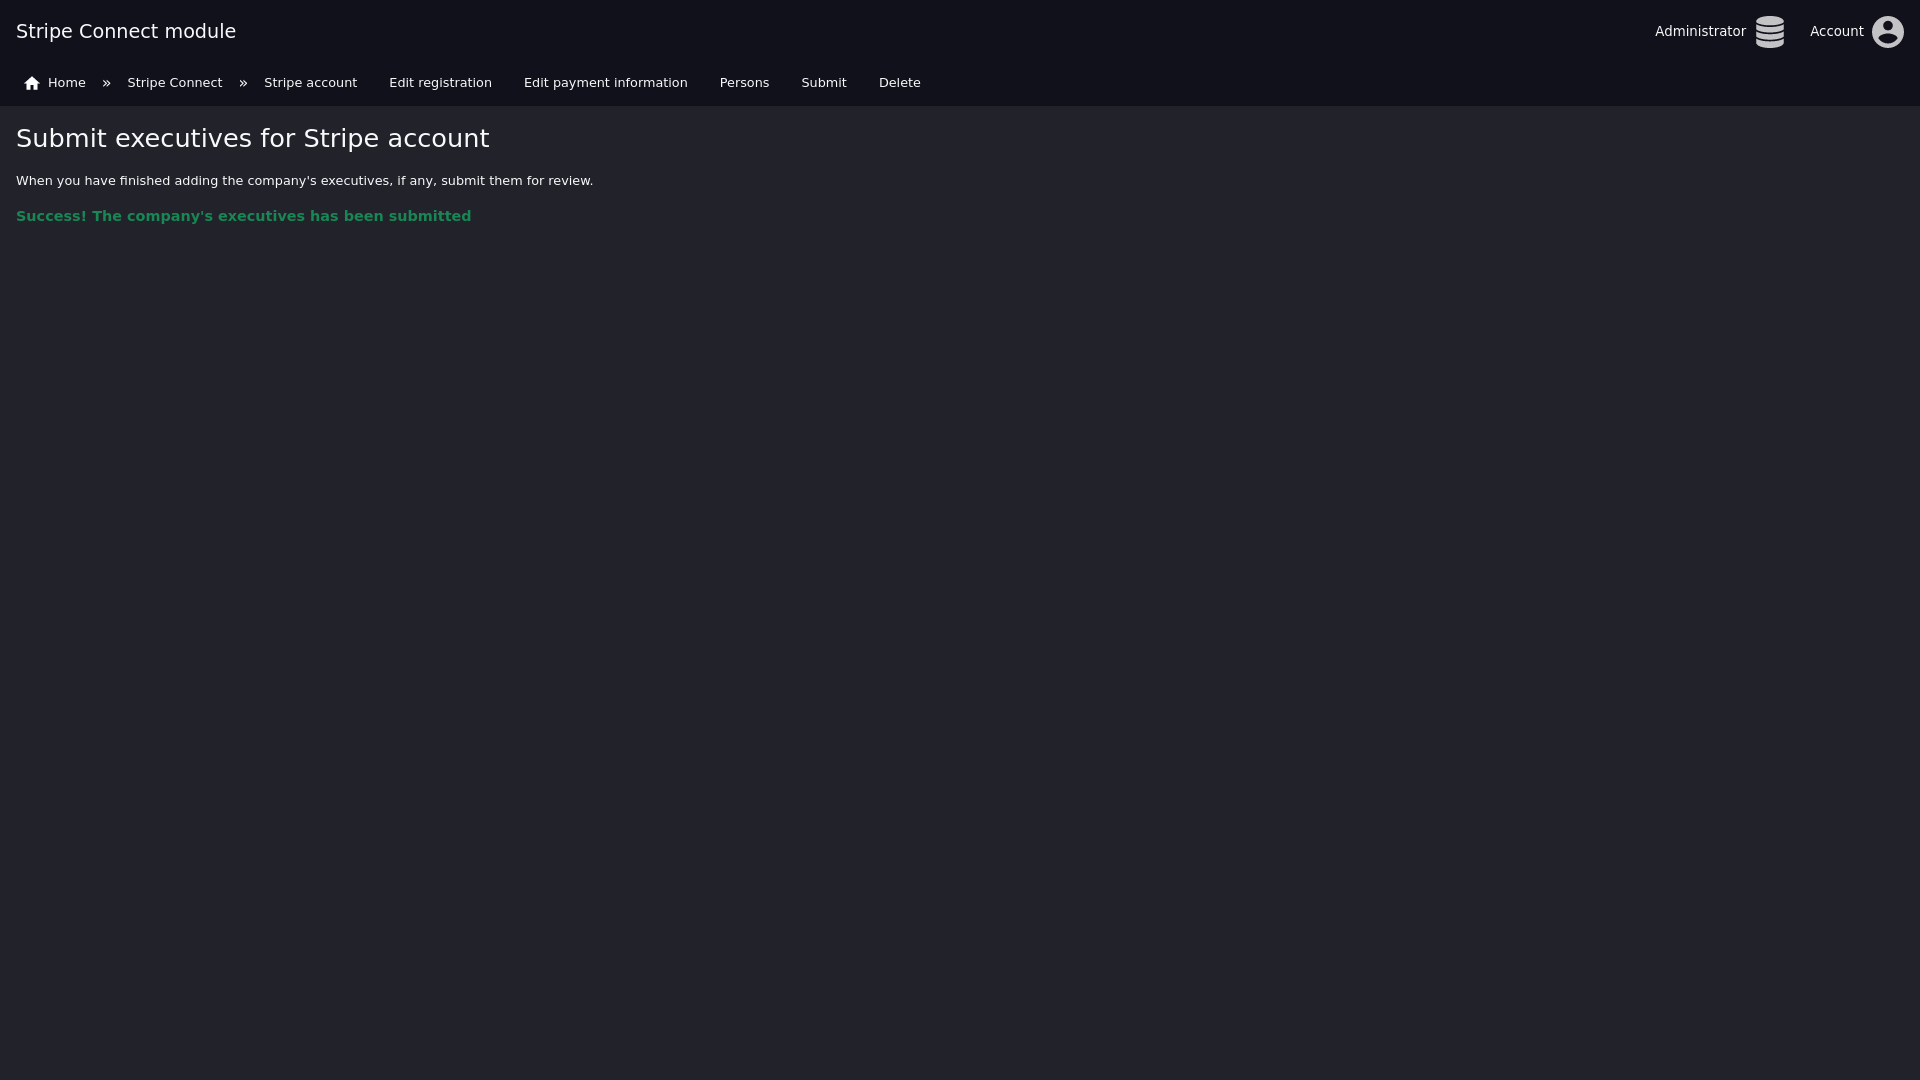 Stripe Connect module
Administrator
Account
Home » Stripe Connect » Stripe account Edit registration Edit payment information Persons Submit Delete
Submit executives for Stripe account
When you have finished adding the company's executives, if any, submit them for review.
Success! The company's executives has been submitted